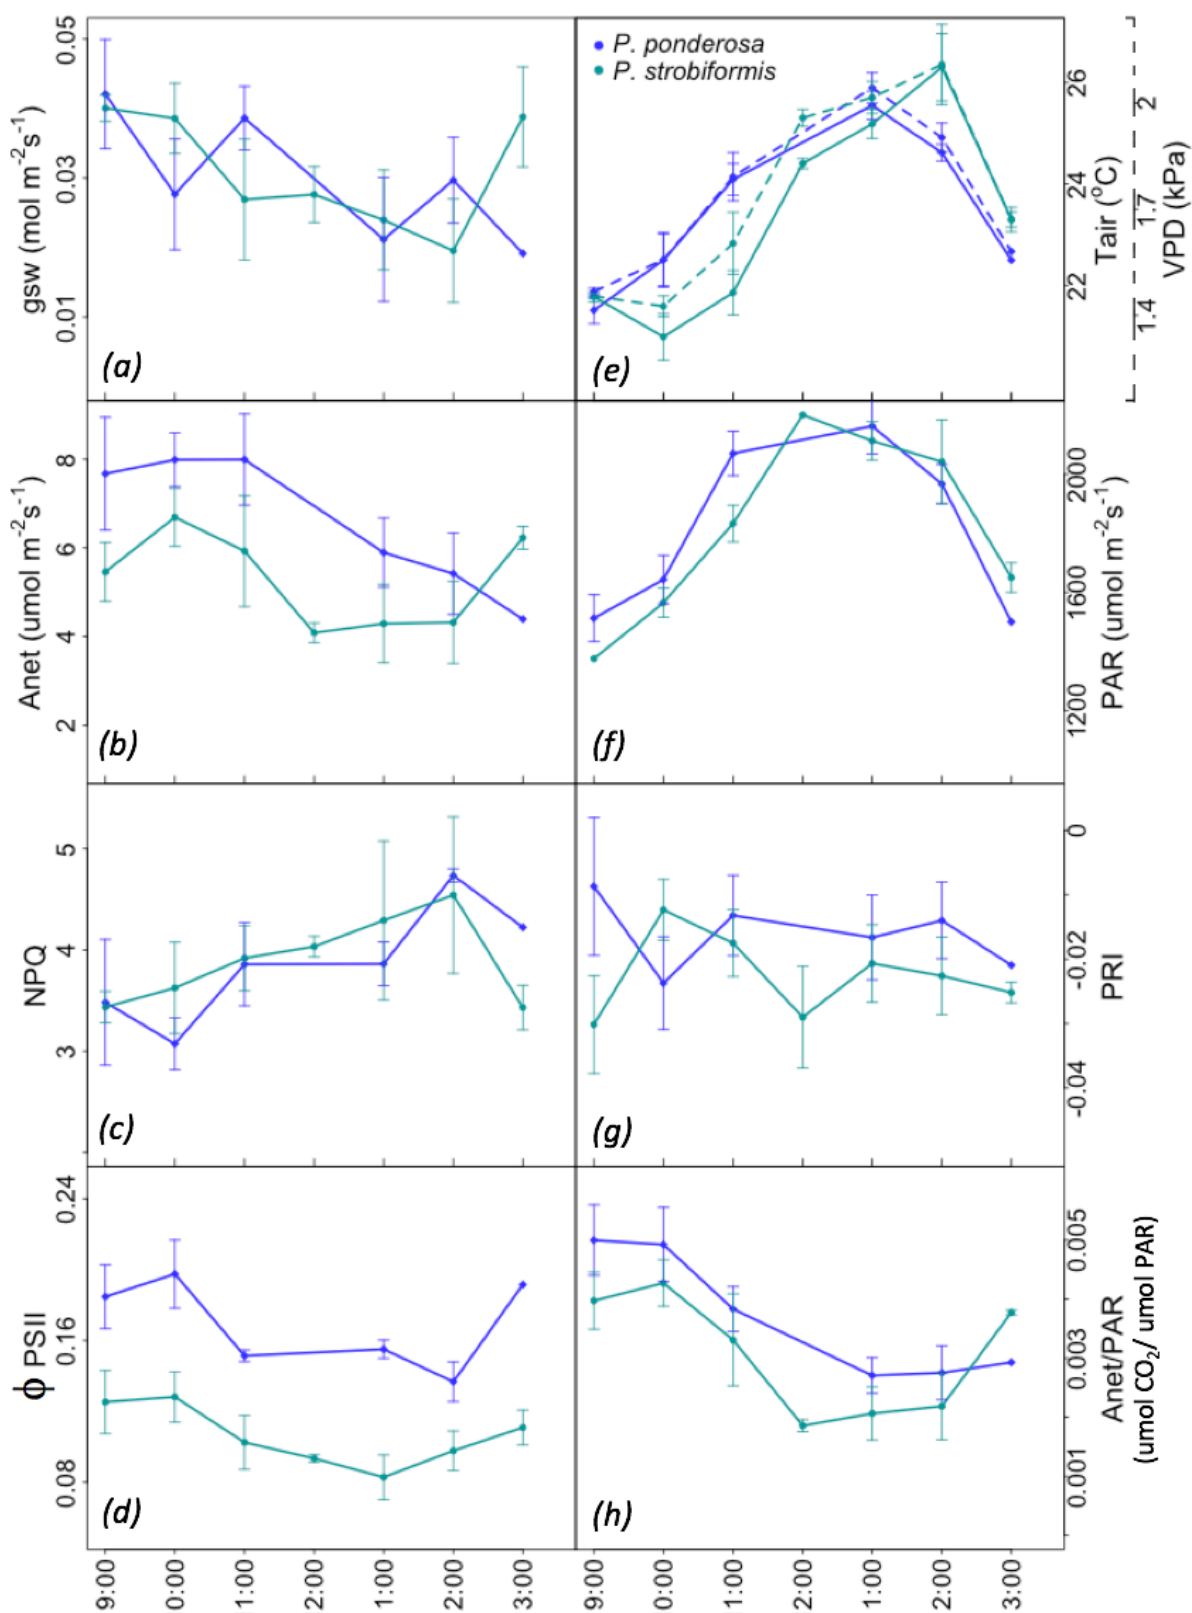 gsw (mol m-2s-1)
0.05
0.03
0.01
(a)
P. ponderosa
P. strobiformis
(e)
26
24
22
Tair (oC)
2
1.7
1.4
VPD (kPa)
Anet (umol m-2s-1)
8
6
4
2
(b)
(f)
2000
1600
1200
PAR (umol m-2s-1)
NPQ
5
4
3
(c)
(g)
0
-0.02
-0.04
PRI
ϕ PSII
0.24
0.16
0.08
(d)
(h)
0.005
0.003
0.001
Anet/PAR
(umol CO2/ umol PAR)
9:00
0:00
1:00
2:00
1:00
2:00
3:00
9:00
0:00
1:00
2:00
1:00
2:00
3:00